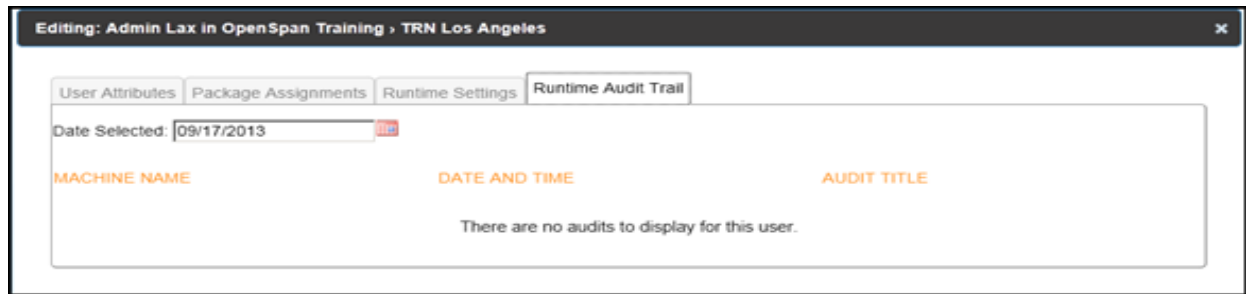 Editing: Admin Lax in OpenSpan Training › TRN Los Angeles ×
User Attributes Package Assignments Runtime Settings Runtime Audit Trail
Date Selected: 09/17/2013
MACHINE NAME DATE AND TIME AUDIT TITLE
There are no audits to display for this user.